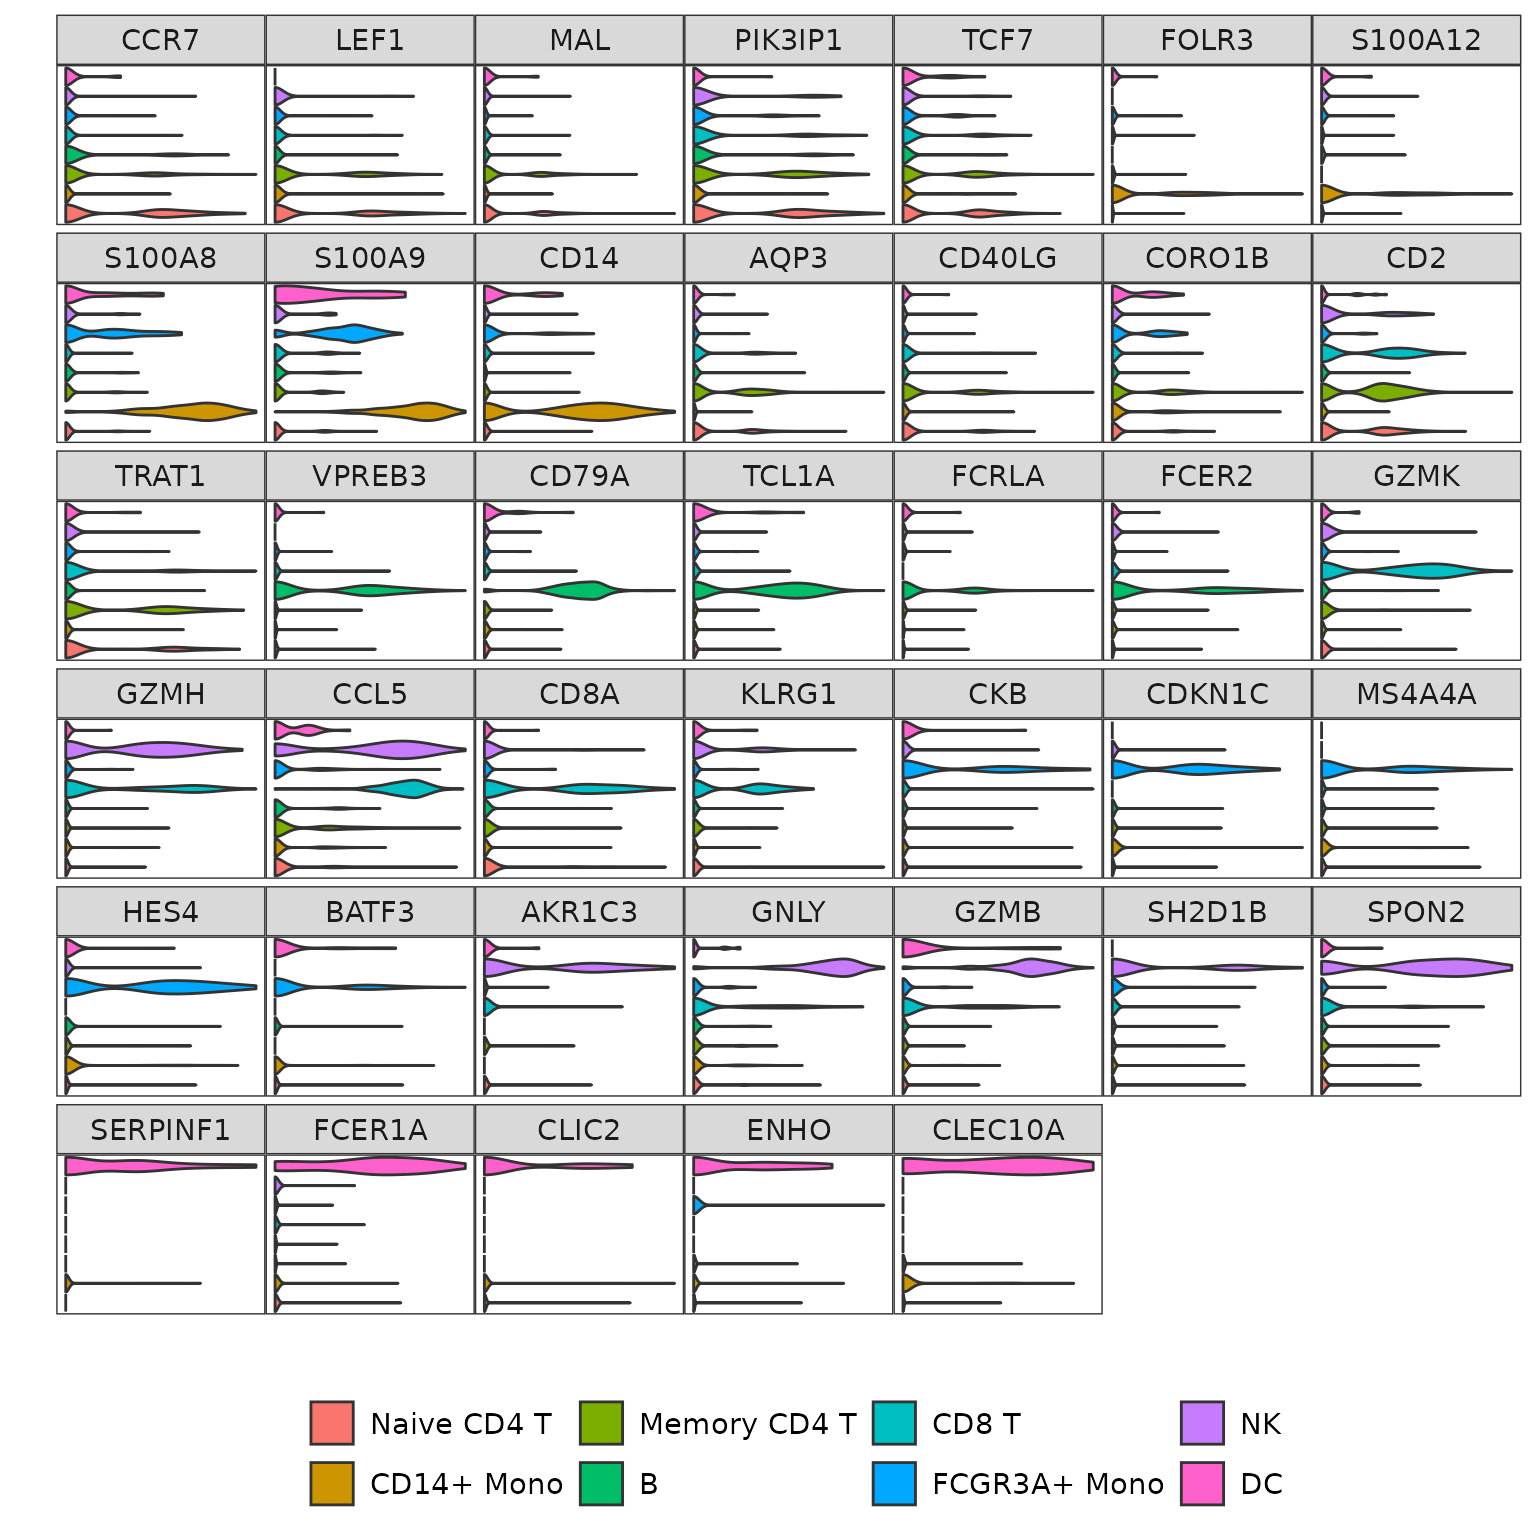 CCR7 LEF1 MAL PIK3IP1 TCF7 FOLR3 S100A12
S100A8 S100A9 CD14 AQP3 CD40LG CORO1B CD2
TRAT1 VPREB3 CD79A TCL1A FCRLA FCER2 GZMK
GZMH CCL5 CD8A KLRG1 CKB CDKN1C MS4A4A
HES4 BATF3 AKR1C3 GNLY GZMB SH2D1B SPON2
SERPINF1 FCER1A CLIC2 ENHO CLEC10A
Naive CD4 T Memory CD4 T CD8 T NK
CD14+ Mono B FCGR3A+ Mono DC